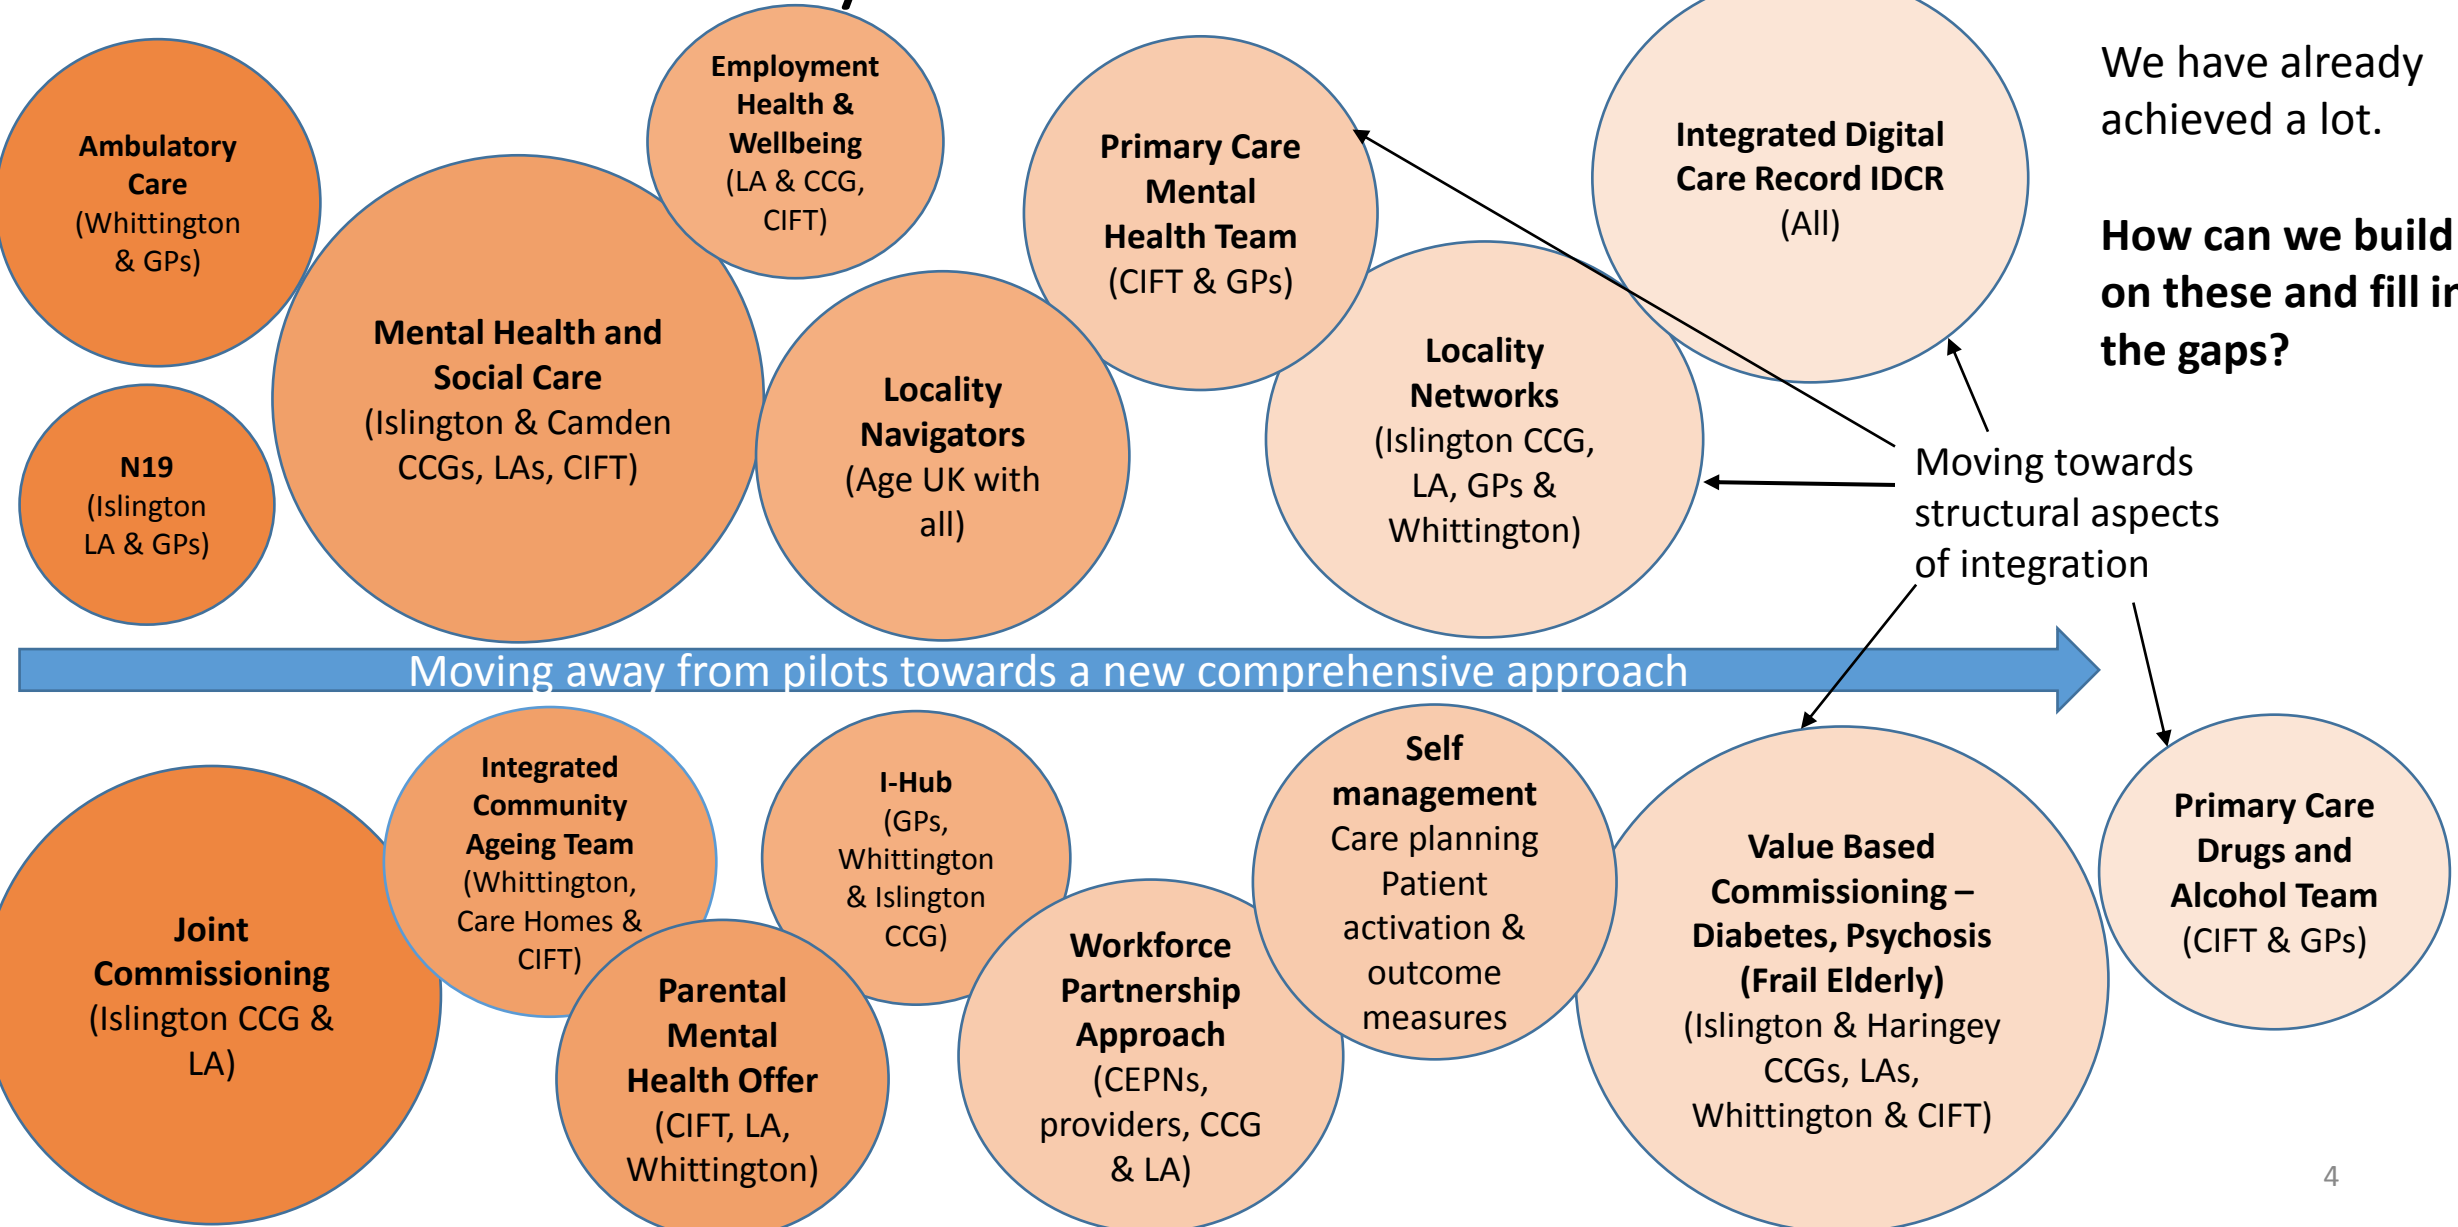 Ambulatory
Care
(Whittington
& GPs)
N19
(Islington
LA & GPs)
Mental Health and
Social Care
(Islington & Camden
CCGs, LAs, CIFT)
Employment
Health &
Wellbeing
(LA & CCG,
CIFT)
Locality
Navigators
(Age UK with
all)
Primary Care
Mental
Health Team
(CIFT & GPs)
Locality
Networks
(Islington CCG,
LA, GPs &
Whittington)
Integrated Digital
Care Record IDCR
(All)
We have already
achieved a lot.
How can we build
on these and fill in
the gaps?
Moving towards
structural aspects
of integration
Moving away from pilots towards a new comprehensive approach
Joint
Commissioning
(Islington CCG &
LA)
Integrated
Community
Ageing Team
(Whittington,
Care Homes &
CIFT)
Parental
Mental
Health Offer
(CIFT, LA,
Whittington)
I-Hub
(GPs,
Whittington
& Islington
CCG)
Workforce
Partnership
Approach
(CEPNs,
providers, CCG
& LA)
Self
management
Care planning
Patient
activation &
outcome
measures
Value Based
Commissioning –
Diabetes, Psychosis
(Frail Elderly)
(Islington & Haringey
CCGs, LAs,
Whittington & CIFT)
Primary Care
Drugs and
Alcohol Team
(CIFT & GPs)
4